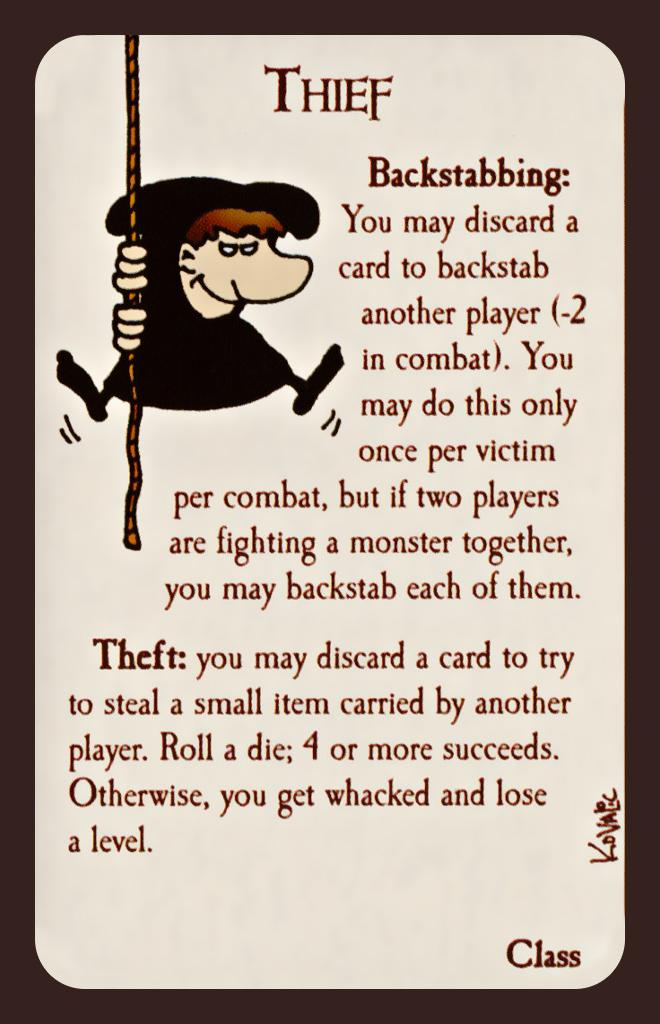 THIEF
Backstabbing:
You may discard a
card to backstab
another player (-2
in combat). You
may do this only
once per victim
per combat, but if two players
are fighting a monster together,
you may backstab each of them.
Theft: you may discard a card to try
to steal a small item carried by another
player. Roll a die; 4 or more succeeds.
Otherwise, you get whacked and lose
a level.
KOVALIC
Class